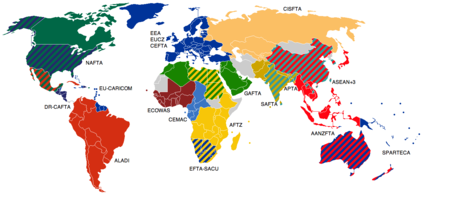 CISFTA
EEA
EUCZ
CEFTA
NAFTA
EU-CARICOM
DR-CAFTA
ECOWAS
CEMAC
GAFTA
SAFTA
APTA
ASEAN+3
AFTZ
AANZFTA
ALADI
EFTA-SACU
SPARTECA